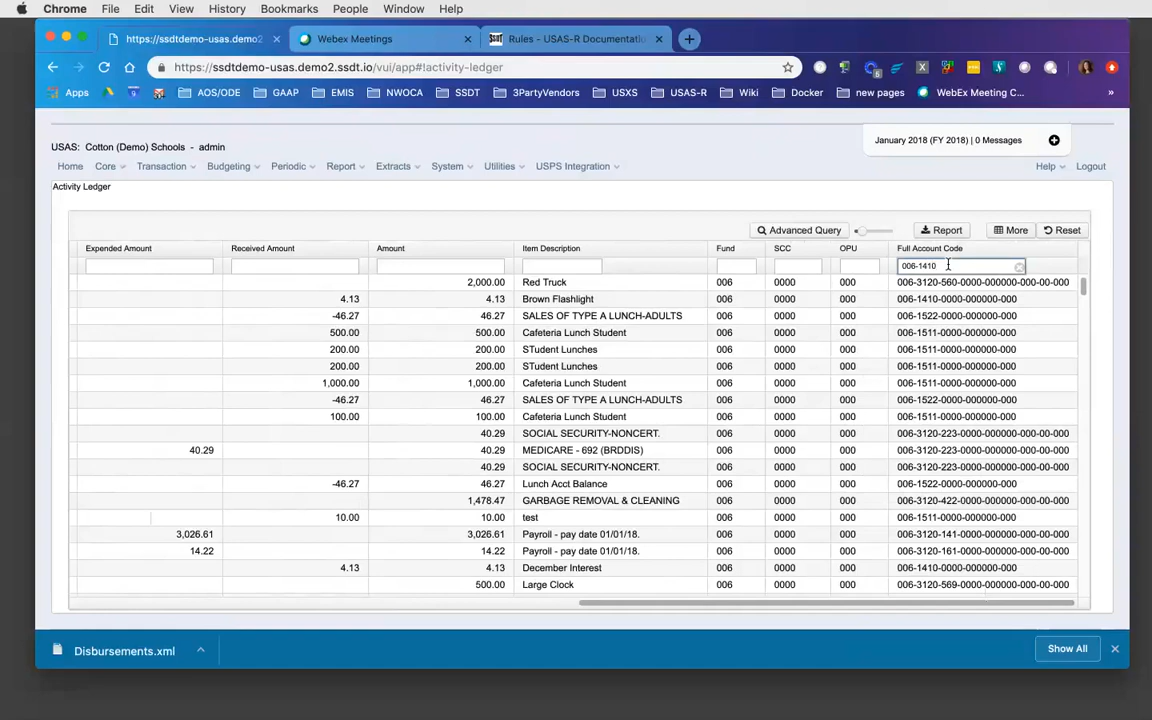 Chrome File Edit View History Bookmarks People Window Help
https://ssdtdemo-usas.demo2 Webex Meetings SSDT Rules - USAS-R Documentati
https://ssdtdemo-usas.demo2.ssdt.io/vui/app#!activity-ledger
Apps AOS/ODE GAAP EMIS NWOCA SSDT 3PartyVendors USXS USAS-R Wiki Docker new pages WebEx Meeting C... »
January 2018 (FY 2018) | 0 Messages
USAS: Cotton (Demo) Schools - admin
Home Core Transaction Budgeting Periodic Report Extracts System Utilities USPS Integration Help Logout
Activity Ledger
Advanced Query Report More Reset
Expended Amount Received Amount Amount Item Description Fund SCC OPU Full Account Code
006-1410
2,000.00 Red Truck 006 0000 000 006-3120-560-0000-000000-000-00-000
4.13 4.13 Brown Flashlight 006 0000 000 006-1410-0000-000000-000
-46.27 46.27 SALES OF TYPE A LUNCH-ADULTS 006 0000 000 006-1522-0000-000000-000
500.00 500.00 Cafeteria Lunch Student 006 0000 000 006-1511-0000-000000-000
200.00 200.00 STudent Lunches 006 0000 000 006-1511-0000-000000-000
200.00 200.00 STudent Lunches 006 0000 000 006-1511-0000-000000-000
1,000.00 1,000.00 Cafeteria Lunch Student 006 0000 000 006-1511-0000-000000-000
-46.27 46.27 SALES OF TYPE A LUNCH-ADULTS 006 0000 000 006-1522-0000-000000-000
100.00 100.00 Cafeteria Lunch Student 006 0000 000 006-1511-0000-000000-000
40.29 SOCIAL SECURITY-NONCERT. 006 0000 000 006-3120-223-0000-000000-000-00-000
40.29 40.29 MEDICARE - 692 (BRDDIS) 006 0000 000 006-3120-223-0000-000000-000-00-000
40.29 SOCIAL SECURITY-NONCERT. 006 0000 000 006-3120-223-0000-000000-000-00-000
-46.27 46.27 Lunch Acct Balance 006 0000 000 006-1522-0000-000000-000
1,478.47 GARBAGE REMOVAL & CLEANING 006 0000 000 006-3120-422-0000-000000-000-00-000
10.00 10.00 test 006 0000 000 006-1511-0000-000000-000
3,026.61 3,026.61 Payroll - pay date 01/01/18. 006 0000 000 006-3120-141-0000-000000-000-00-000
14.22 14.22 Payroll - pay date 01/01/18. 006 0000 000 006-3120-161-0000-000000-000-00-000
4.13 4.13 December Interest 006 0000 000 006-1410-0000-000000-000
500.00 Large Clock 006 0000 000 006-3120-569-0000-000000-000-00-000
Disbursements.xml Show All